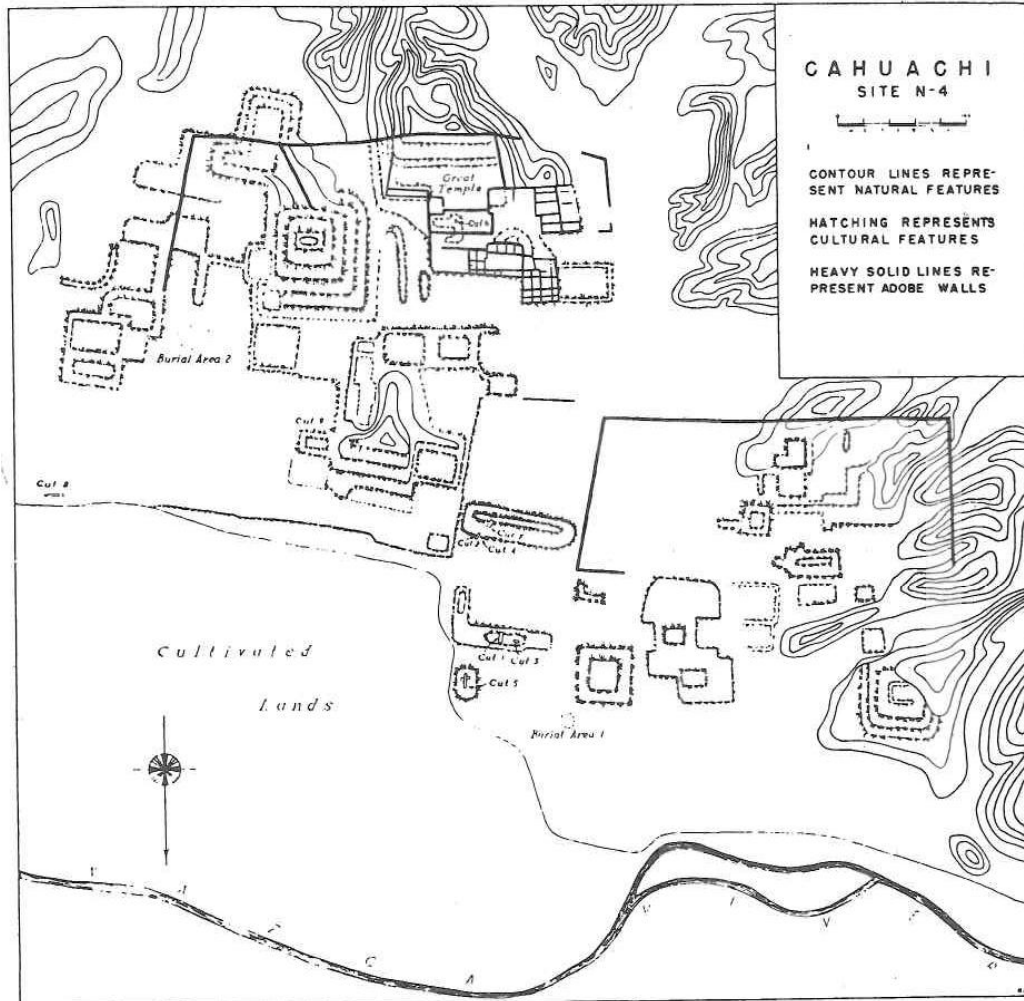 CAHUACHI
SITE N-4
CONTOUR LINES REPRE-
SENT NATURAL FEATURES
HATCHING REPRESENTS
CULTURAL FEATURES
HEAVY SOLID LINES RE-
PRESENT ADOBE WALLS
Great
Temple
Cut 6
Burial Area 2
Cut 8
Cut 2
Cut 4
Cut 1
Cut 3
Cut 5
Burial Area 1
Cultivated
Lands
N A Z C A
R I V E R